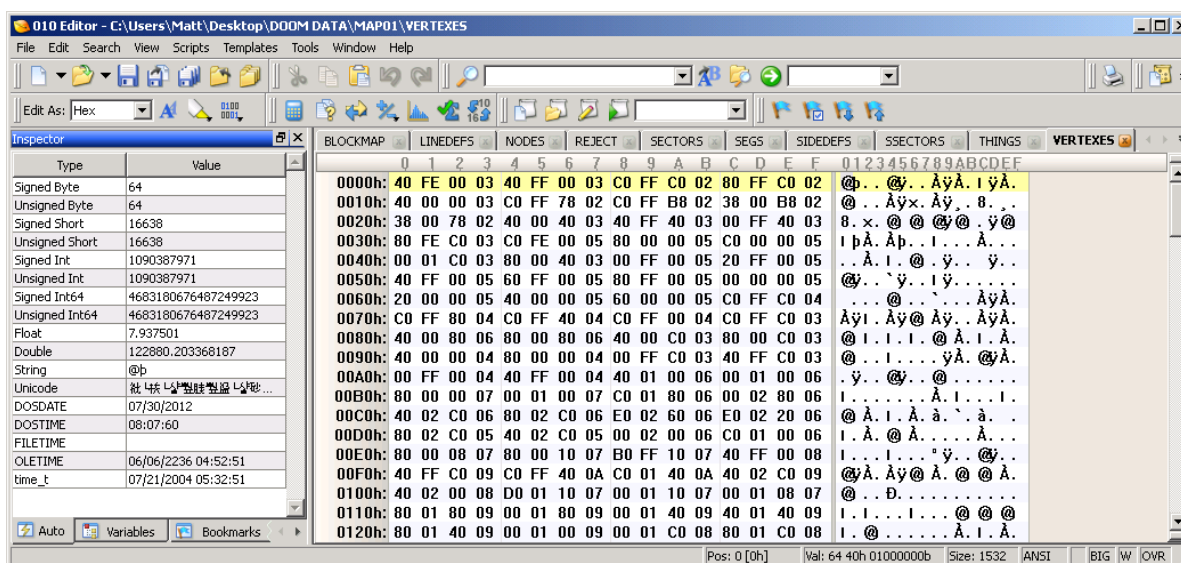 010 Editor - C:\Users\Matt\Desktop\DOOM DATA\MAP01\VERTEXES
File Edit Search View Scripts Templates Tools Window Help
Edit As: Hex
Inspector
BLOCKMAP LINEDEFS NODES REJECT SECTORS SEGS SIDEDEFS SSECTORS THINGS VERTEXES
Type Value
Signed Byte 64
Unsigned Byte 64
Signed Short 16638
Unsigned Short 16638
Signed Int 1090387971
Unsigned Int 1090387971
Signed Int64 4683180676487249923
Unsigned Int64 4683180676487249923
Float 7.937501
Double 122880.203368187
String @þ
Unicode
DOSDATE 07/30/2012
DOSTIME 08:07:60
FILETIME
OLETIME 06/06/2236 04:52:51
time_t 07/21/2004 05:32:51
Auto Variables Bookmarks
0 1 2 3 4 5 6 7 8 9 A B C D E F 0123456789ABCDEF
0000h: 40 FE 00 03 40 FF 00 03 C0 FF C0 02 80 FF C0 02
0010h: 40 00 00 03 C0 FF 78 02 C0 FF B8 02 38 00 B8 02
0020h: 38 00 78 02 40 00 40 03 40 FF 40 03 00 FF 40 03
0030h: 80 FE C0 03 C0 FE 00 05 80 00 00 05 C0 00 00 05
0040h: 00 01 C0 03 80 00 40 03 00 FF 00 05 20 FF 00 05
0050h: 40 FF 00 05 60 FF 00 05 80 FF 00 05 00 00 00 05
0060h: 20 00 00 05 40 00 00 05 60 00 00 05 C0 FF C0 04
0070h: C0 FF 80 04 C0 FF 40 04 C0 FF 00 04 C0 FF C0 03
0080h: 40 00 80 06 80 00 80 06 40 00 C0 03 80 00 C0 03
0090h: 40 00 00 04 80 00 00 04 00 FF C0 03 40 FF C0 03
00A0h: 00 FF 00 04 40 FF 00 04 40 01 00 06 00 01 00 06
00B0h: 80 00 00 07 00 01 00 07 C0 01 80 06 00 02 80 06
00C0h: 40 02 C0 06 80 02 C0 06 E0 02 60 06 E0 02 20 06
00D0h: 80 02 C0 05 40 02 C0 05 00 02 00 06 C0 01 00 06
00E0h: 80 00 08 07 80 00 10 07 B0 FF 10 07 40 FF 00 08
00F0h: 40 FF C0 09 C0 FF 40 0A C0 01 40 0A 40 02 C0 09
0100h: 40 02 00 08 D0 01 10 07 00 01 10 07 00 01 08 07
0110h: 80 01 80 09 00 01 80 09 00 01 40 09 40 01 40 09
0120h: 80 01 40 09 00 01 00 09 00 01 C0 08 80 01 C0 08
Pos: 0 [0h] Val: 64 40h 01000000b Size: 1532 ANSI BIG W OVR